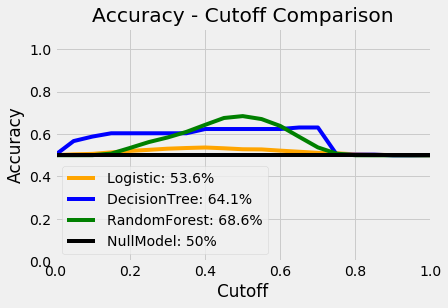 Accuracy - Cutoff Comparison
1.0
0.8
0.6
0.4
0.2
0.0
Accuracy
Logistic: 53.6%
DecisionTree: 64.1%
RandomForest: 68.6%
NullModel: 50%
0.0 0.2 0.4 0.6 0.8 1.0
Cutoff